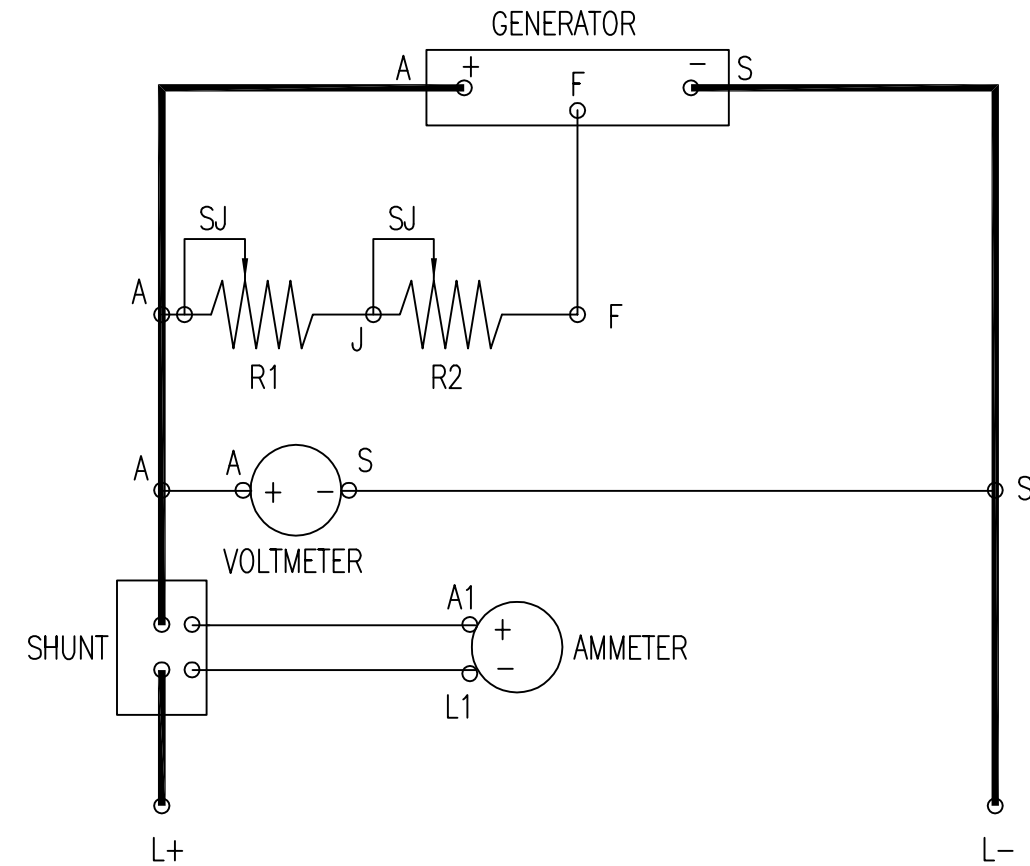 GENERATOR
A + F - S
SJ SJ
A J F
R1 R2
A A + - S S
VOLTMETER
A1
SHUNT + - AMMETER
L1
L+ L-